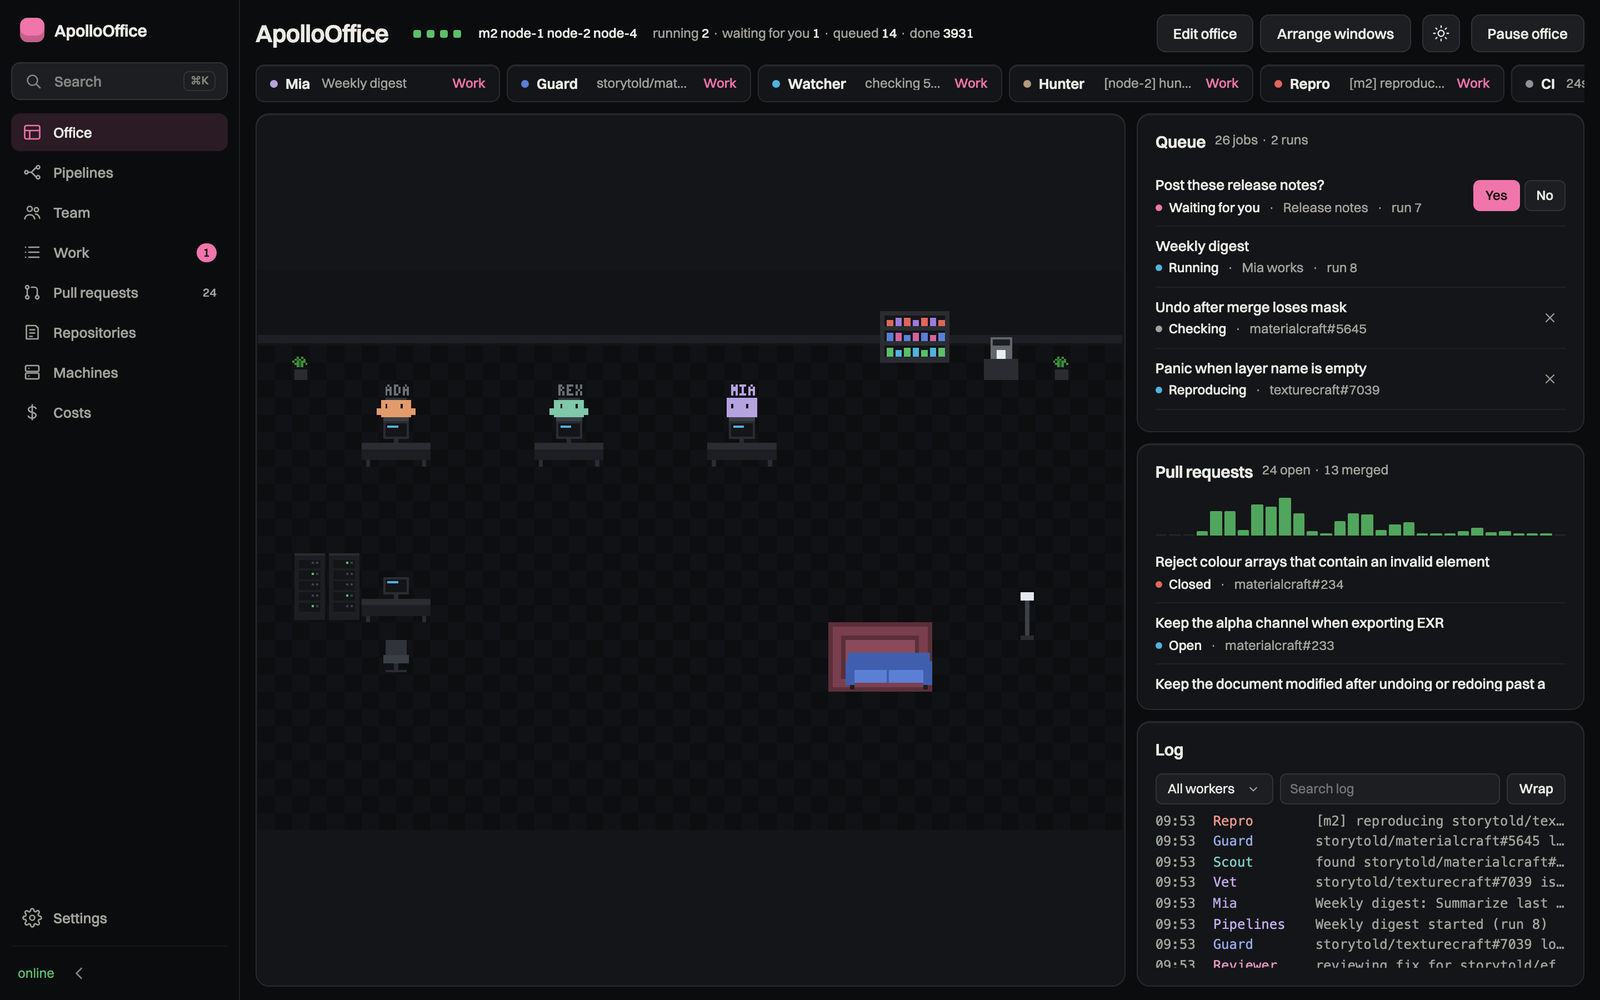 ApolloOffice
Search ⌘K
Office
Pipelines
Team
Work 1
Pull requests 24
Repositories
Machines
Costs
Settings
online
ApolloOffice m2 node-1 node-2 node-4 running 2 · waiting for you 1 · queued 14 · done 3931
Edit office Arrange windows Pause office
Mia Weekly digest Work
Guard storytold/mat... Work
Watcher checking 5... Work
Hunter [node-2] hun... Work
Repro [m2] reproduc... Work
CI 24s
ADA REX MIA
Queue 26 jobs · 2 runs
Post these release notes?
Waiting for you · Release notes · run 7
Yes No
Weekly digest
Running · Mia works · run 8
Undo after merge loses mask
Checking · materialcraft#5645
Panic when layer name is empty
Reproducing · texturecraft#7039
Pull requests 24 open · 13 merged
Reject colour arrays that contain an invalid element
Closed · materialcraft#234
Keep the alpha channel when exporting EXR
Open · materialcraft#233
Keep the document modified after undoing or redoing past a
Log
All workers Search log Wrap
09:53 Repro [m2] reproducing storytold/tex…
09:53 Guard storytold/materialcraft#5645 l…
09:53 Scout found storytold/materialcraft#…
09:53 Vet storytold/texturecraft#7039 is…
09:53 Mia Weekly digest: Summarize last …
09:53 Pipelines Weekly digest started (run 8)
09:53 Guard storytold/texturecraft#7039 lo…
09:53 Reviewer reviewing fix for storytold/ef…